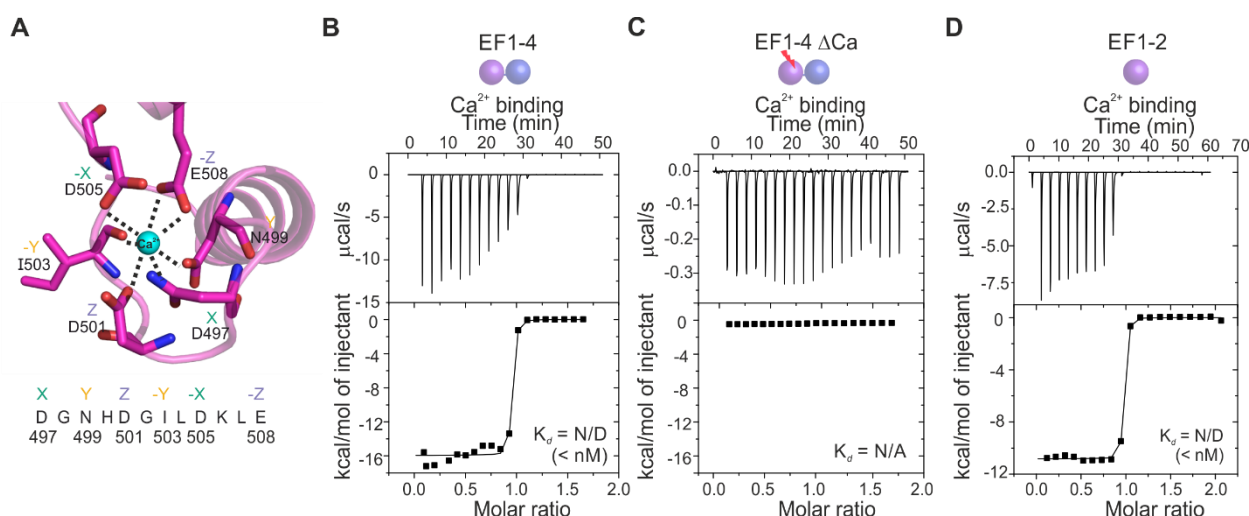 A
-X
D505
-Z
E508
Y
N499
Ca²⁺
-Y
I503
Z
D501
X
D497
X Y Z -Y -X -Z
D G N H D G I L D K L E
497 499 501 503 505 508
B
EF1-4
Ca²⁺ binding
Time (min)
0 10 20 30 40 50
µcal/s
0
-5
-10
-15
kcal/mol of injectant
0
-4
-8
-12
-16
K_d = N/D
(< nM)
0.0 0.5 1.0 1.5 2.0
Molar ratio
C
EF1-4 ΔCa
Ca²⁺ binding
Time (min)
0 10 20 30 40 50
µcal/s
0.0
-0.1
-0.2
-0.3
kcal/mol of injectant
0
-4
-8
-12
-16
K_d = N/A
0.0 0.5 1.0 1.5 2.0
Molar ratio
D
EF1-2
Ca²⁺ binding
Time (min)
0 10 20 30 40 50 60 70
µcal/s
0.0
-2.5
-5.0
-7.5
kcal/mol of injectant
0
-4
-8
-12
K_d = N/D
(< nM)
0.0 0.5 1.0 1.5 2.0
Molar ratio